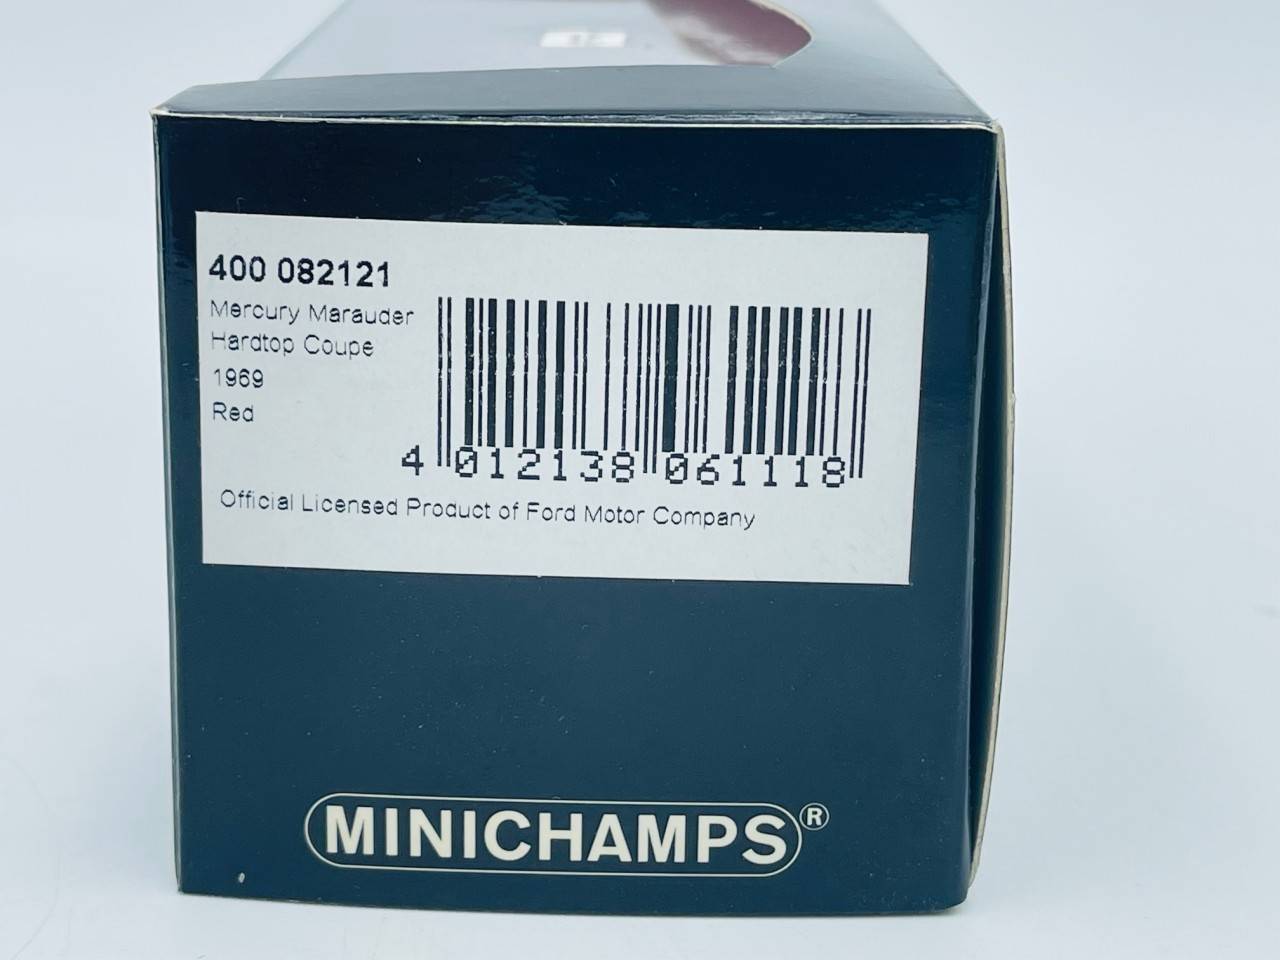 400 082121
Mercury Marauder
Hardtop Coupe
1969
Red
4 012138 061118
Official Licensed Product of Ford Motor Company
MINICHAMPS®